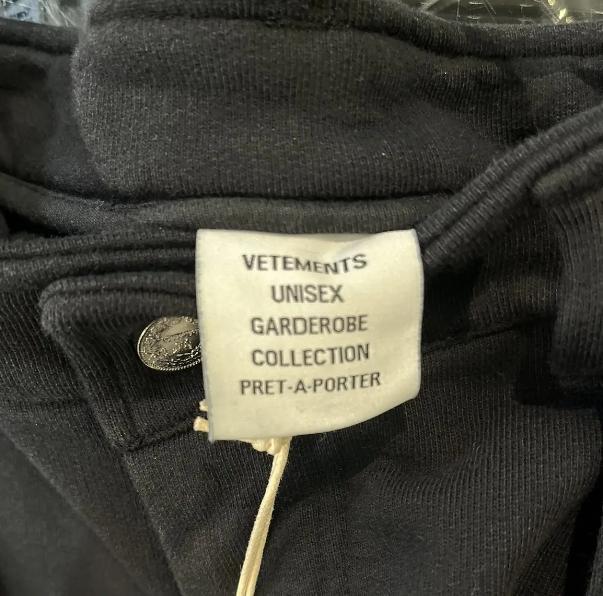 VETEMENTS
UNISEX
GARDEROBE
COLLECTION
PRET-A-PORTER